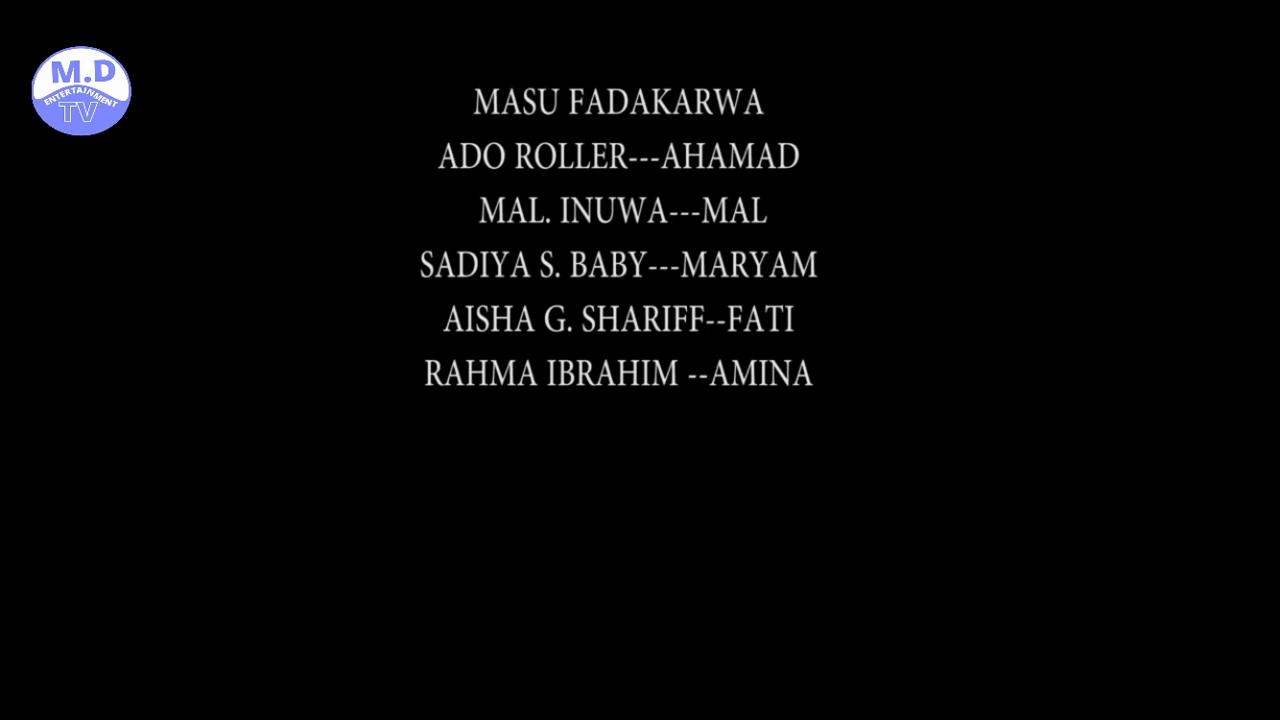 M.D
ENTERTAINMENT
TV
MASU FADAKARWA
ADO ROLLER---AHAMAD
MAL. INUWA---MAL
SADIYA S. BABY---MARYAM
AISHA G. SHARIFF--FATI
RAHMA IBRAHIM --AMINA